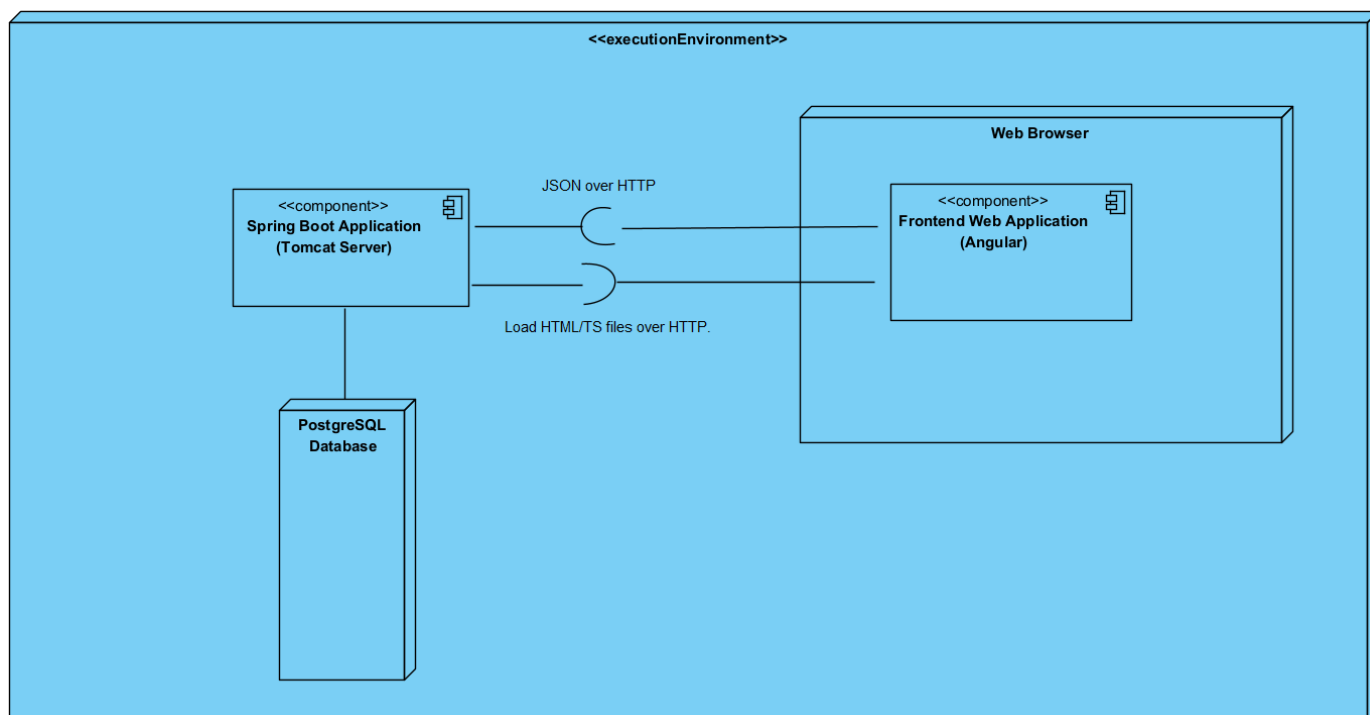 <<executionEnvironment>>
Web Browser
JSON over HTTP
<<component>>
Spring Boot Application
(Tomcat Server)
<<component>>
Frontend Web Application
(Angular)
Load HTML/TS files over HTTP.
PostgreSQL
Database